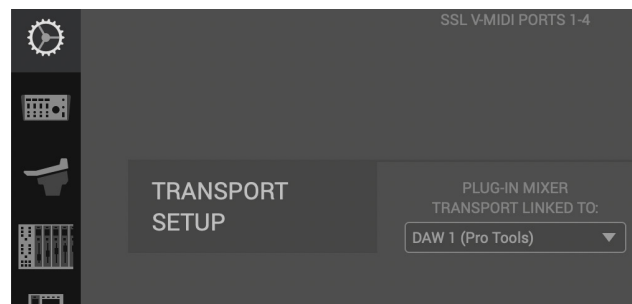 SSL V-MIDI PORTS 1-4
TRANSPORT
SETUP
PLUG-IN MIXER
TRANSPORT LINKED TO:
DAW 1 (Pro Tools)